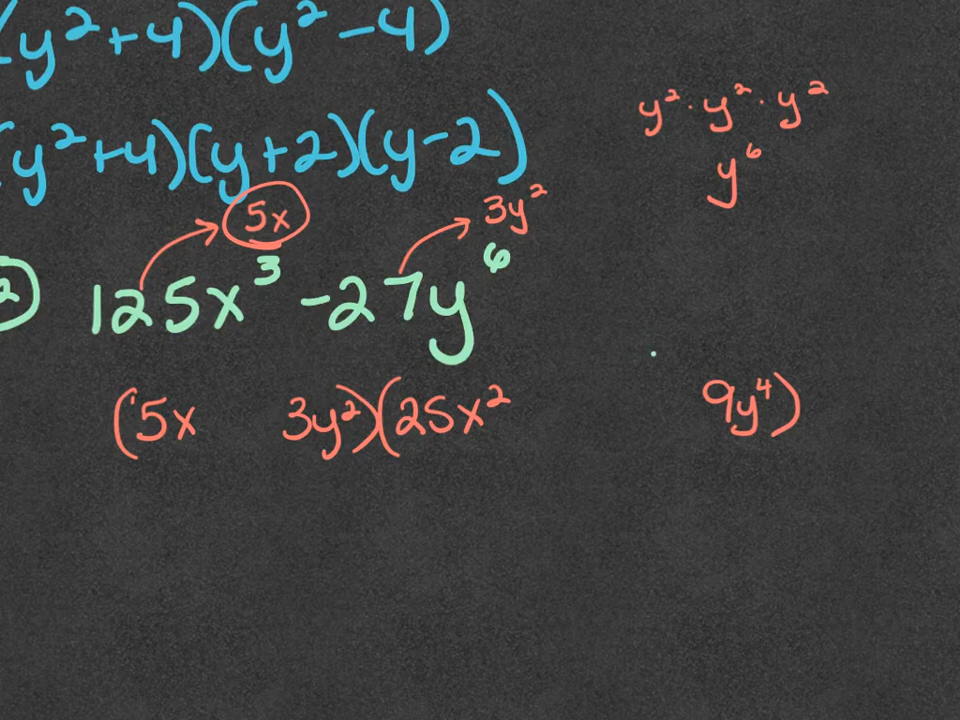 (y²+4)(y²-4)
y² · y² · y²
(y²+4)(y+2)(y-2)
y⁶
5x 3y²
2 125x³ -27y⁶
(5x 3y²)(25x² 9y⁴)